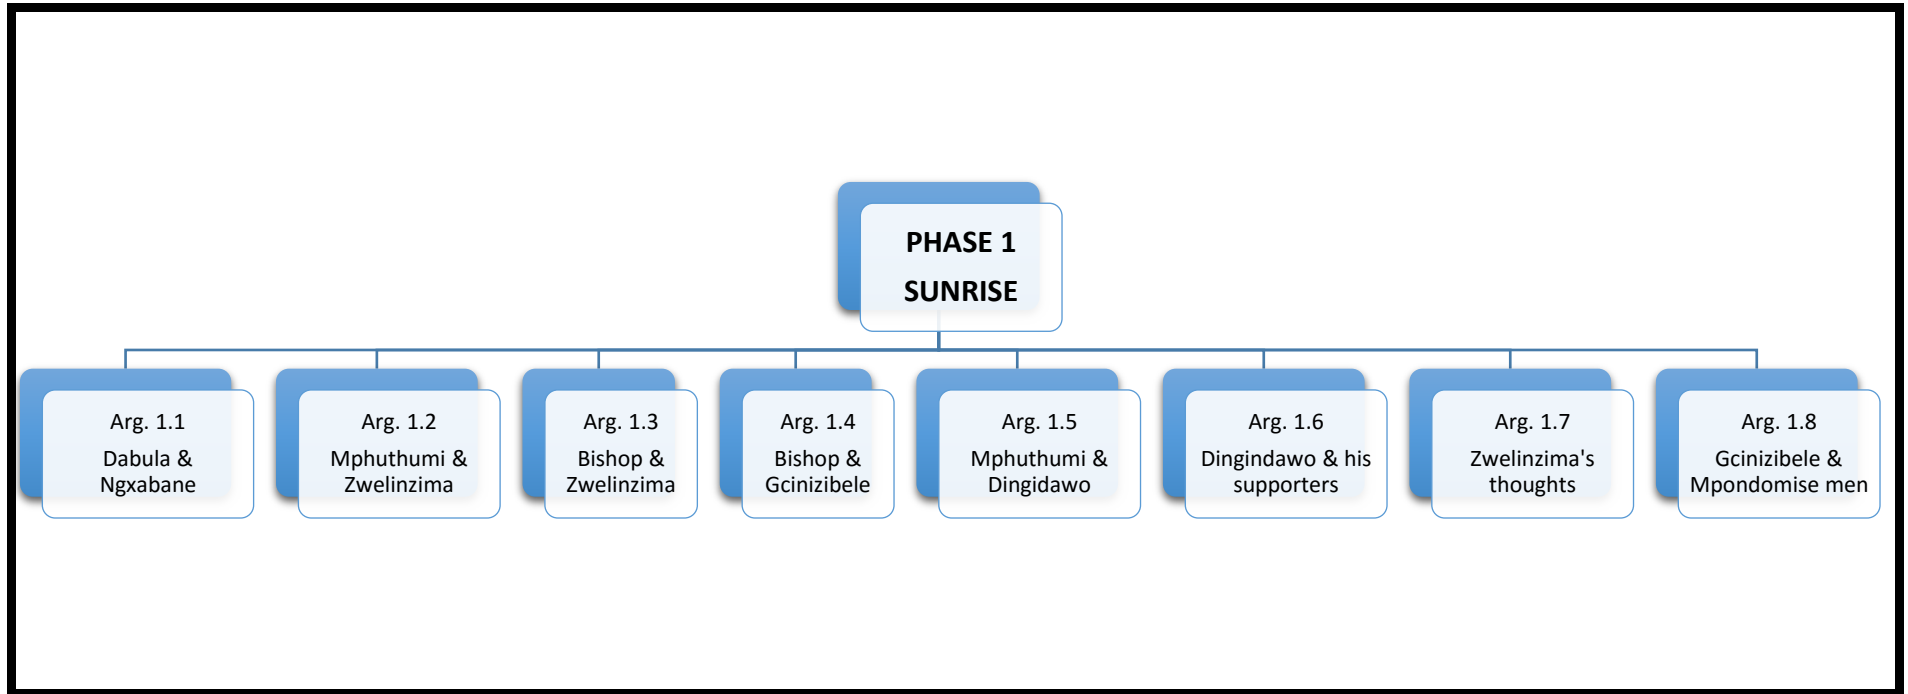 PHASE 1
SUNRISE
Arg. 1.1
Dabula &
Ngxabane
Arg. 1.2
Mphuthumi &
Zwelinzima
Arg. 1.3
Bishop &
Zwelinzima
Arg. 1.4
Bishop &
Gcinizibele
Arg. 1.5
Mphuthumi &
Dingidawo
Arg. 1.6
Dingindawo & his
supporters
Arg. 1.7
Zwelinzima's
thoughts
Arg. 1.8
Gcinizibele &
Mpondomise men